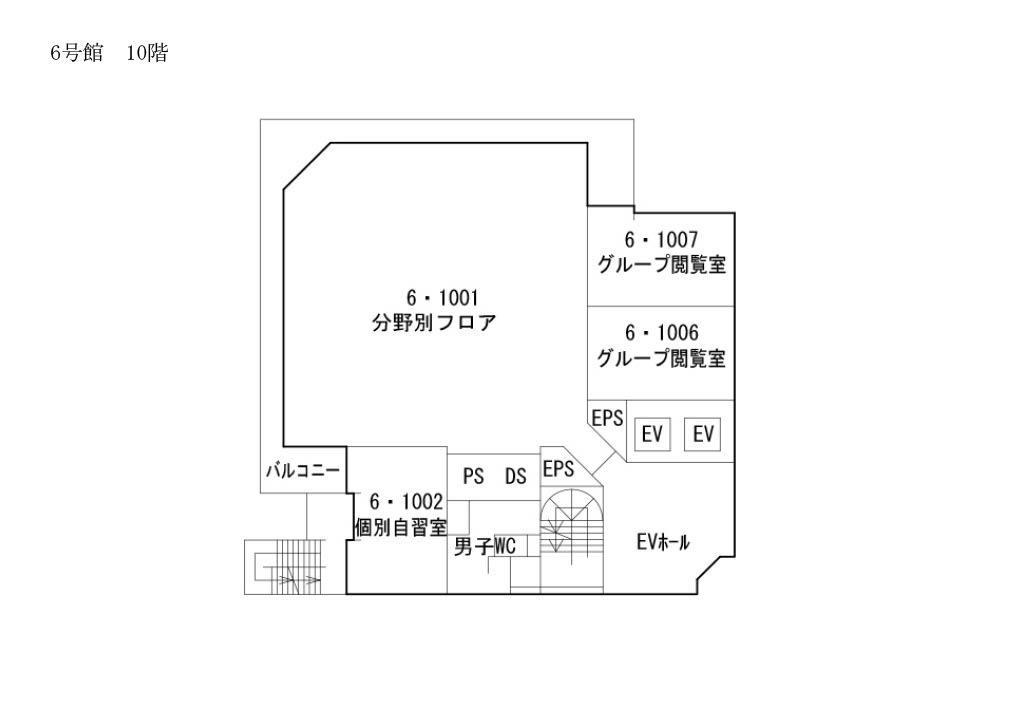 6号館　10階
6・1007
グループ閲覧室
6・1001
分野別フロア
6・1006
グループ閲覧室
EPS
EV
EV
バルコニー
PS
DS
EPS
6・1002
個別自習室
男子WC
EVホール